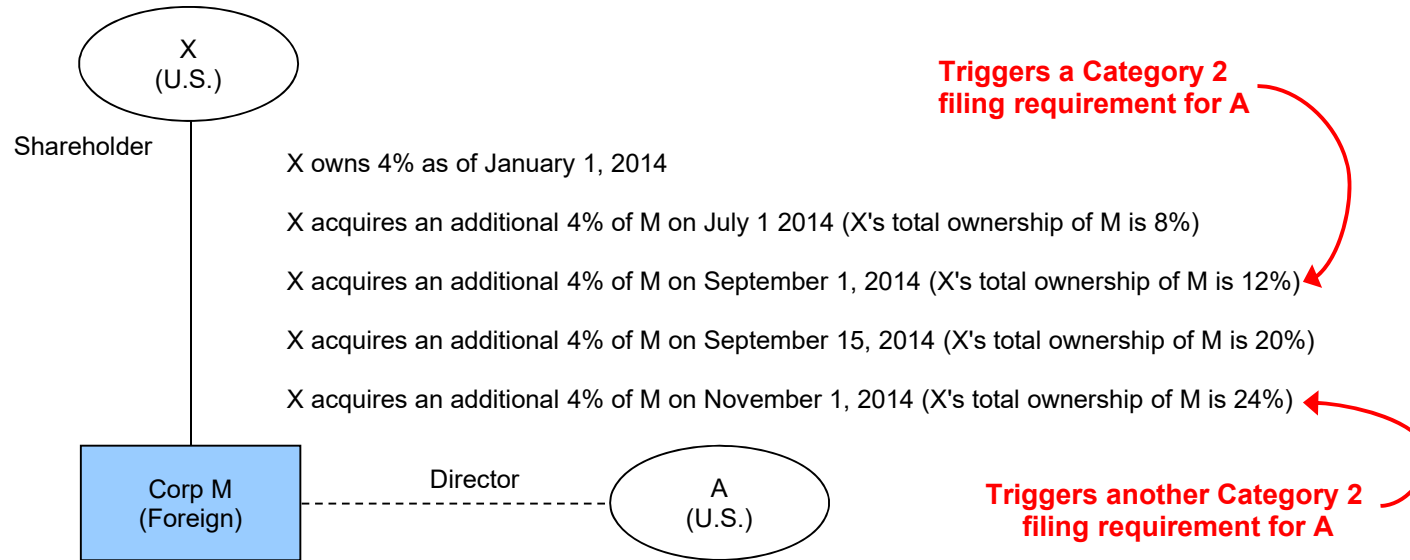 X
(U.S.)
Triggers a Category 2
filing requirement for A
Shareholder
X owns 4% as of January 1, 2014
X acquires an additional 4% of M on July 1 2014 (X's total ownership of M is 8%)
X acquires an additional 4% of M on September 1, 2014 (X's total ownership of M is 12%)
X acquires an additional 4% of M on September 15, 2014 (X's total ownership of M is 20%)
X acquires an additional 4% of M on November 1, 2014 (X's total ownership of M is 24%)
Corp M
(Foreign)
Director
A
(U.S.)
Triggers another Category 2
filing requirement for A